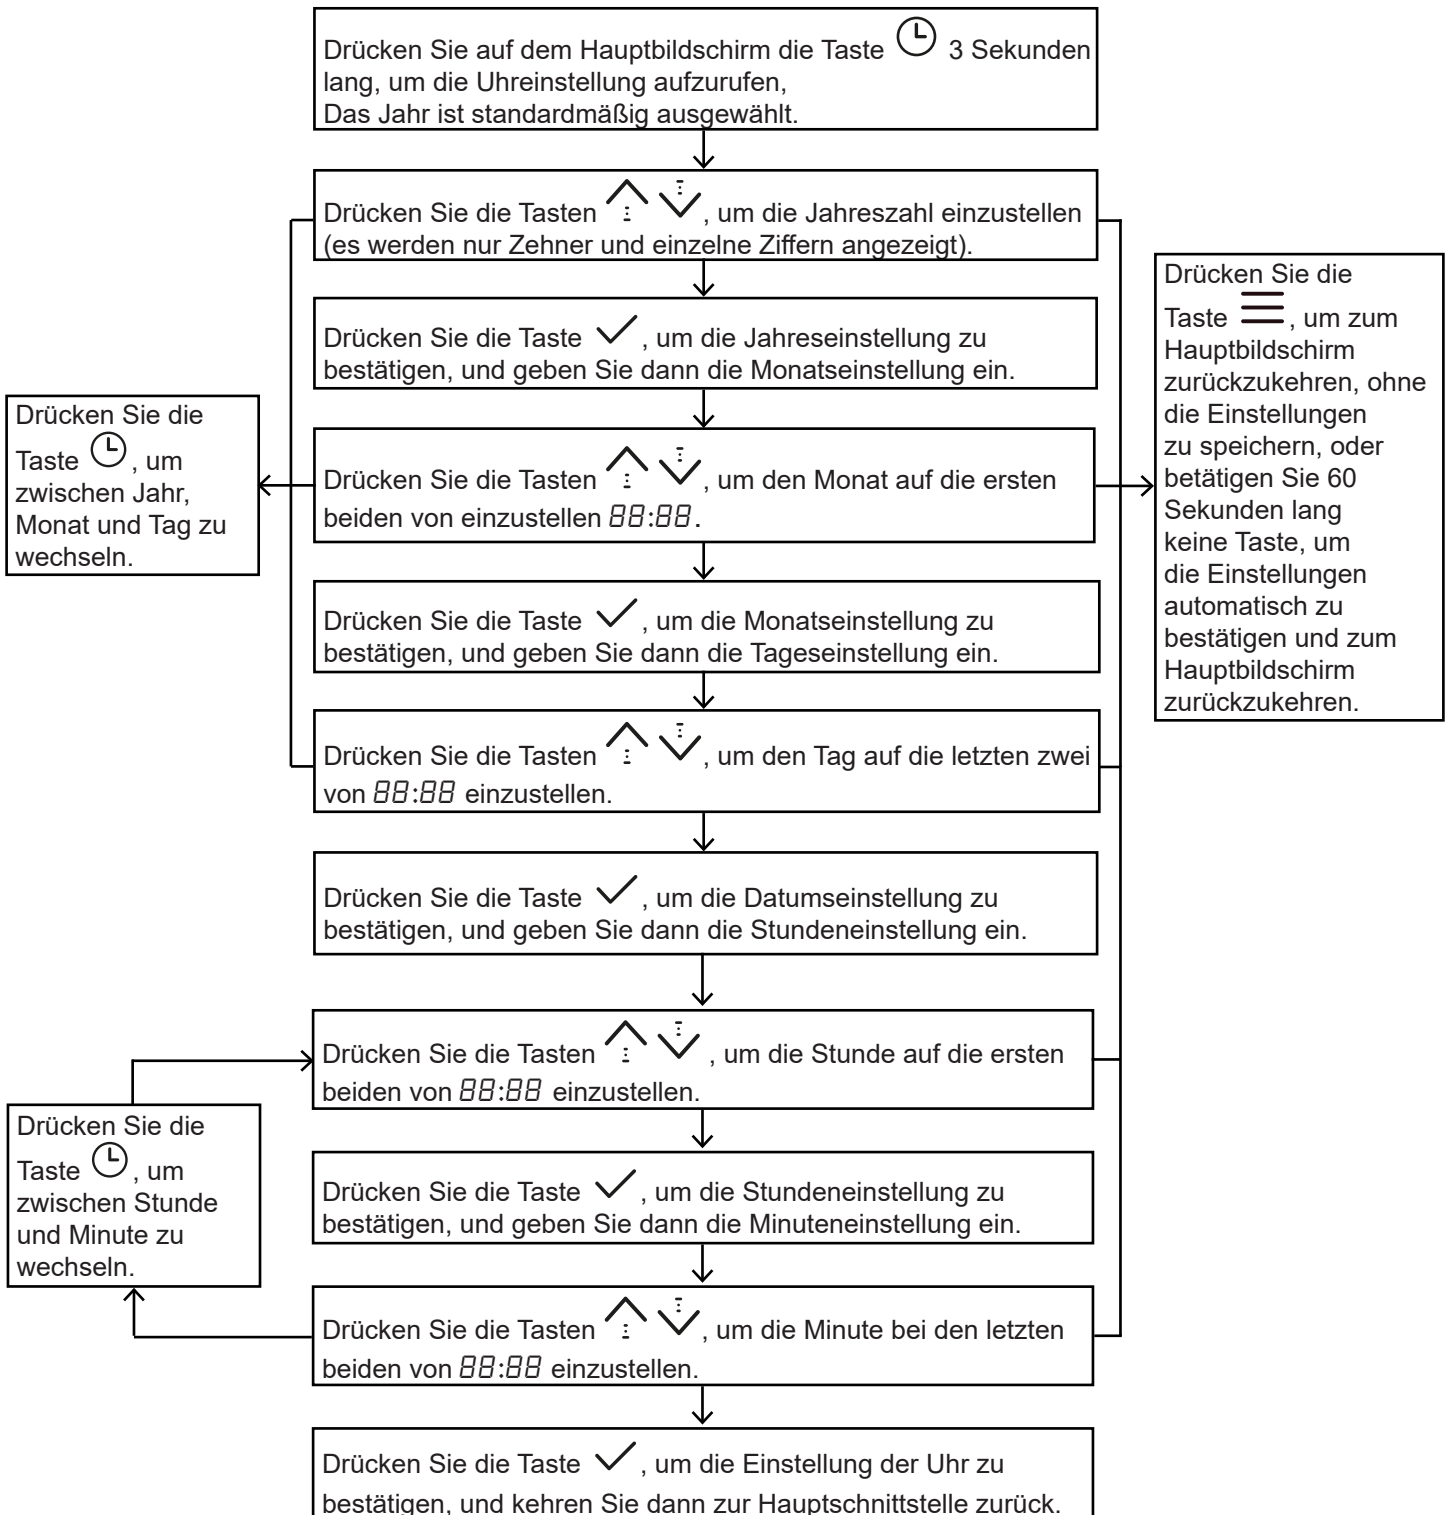 Drücken Sie auf dem Hauptbildschirm die Taste 3 Sekunden
lang, um die Uhreinstellung aufzurufen,
Das Jahr ist standardmäßig ausgewählt.
Drücken Sie die Tasten , um die Jahreszahl einzustellen
(es werden nur Zehner und einzelne Ziffern angezeigt).
Drücken Sie die Taste , um die Jahreseinstellung zu
bestätigen, und geben Sie dann die Monatseinstellung ein.
Drücken Sie die Tasten , um den Monat auf die ersten
beiden von einzustellen 88:88.
Drücken Sie die Taste , um die Monatseinstellung zu
bestätigen, und geben Sie dann die Tageseinstellung ein.
Drücken Sie die Tasten , um den Tag auf die letzten zwei
von 88:88 einzustellen.
Drücken Sie die
Taste , um
zwischen Jahr,
Monat und Tag zu
wechseln.
Drücken Sie die
Taste , um zum
Hauptbildschirm
zurückzukehren, ohne
die Einstellungen
zu speichern, oder
betätigen Sie 60
Sekunden lang
keine Taste, um
die Einstellungen
automatisch zu
bestätigen und zum
Hauptbildschirm
zurückzukehren.
Drücken Sie die Taste , um die Datumseinstellung zu
bestätigen, und geben Sie dann die Stundeneinstellung ein.
Drücken Sie die Tasten , um die Stunde auf die ersten
beiden von 88:88 einzustellen.
Drücken Sie die Taste , um die Stundeneinstellung zu
bestätigen, und geben Sie dann die Minuteneinstellung ein.
Drücken Sie die
Taste , um
zwischen Stunde
und Minute zu
wechseln.
Drücken Sie die Tasten , um die Minute bei den letzten
beiden von 88:88 einzustellen.
Drücken Sie die Taste , um die Einstellung der Uhr zu
bestätigen, und kehren Sie dann zur Hauptschnittstelle zurück.